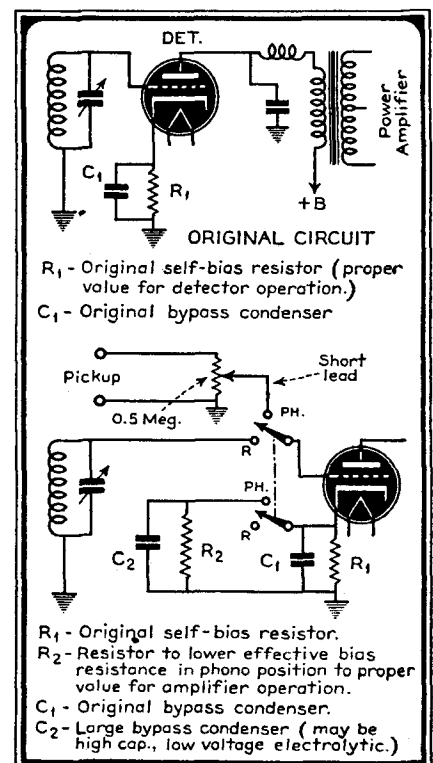 DET.
Power
Amplifier
C₁
R₁
+B
ORIGINAL CIRCUIT
R₁ - Original self-bias resistor (proper
value for detector operation.)
C₁ - Original bypass condenser
Pickup
0.5 Meg.
Short
lead
PH.
R
PH.
R
C₂
R₂
C₁
R₁
R₁ - Original self-bias resistor.
R₂ - Resistor to lower effective bias
resistance in phono position to proper
value for amplifier operation.
C₁ - Original bypass condenser.
C₂ - Large bypass condenser (may be
high cap., low voltage electrolytic.)